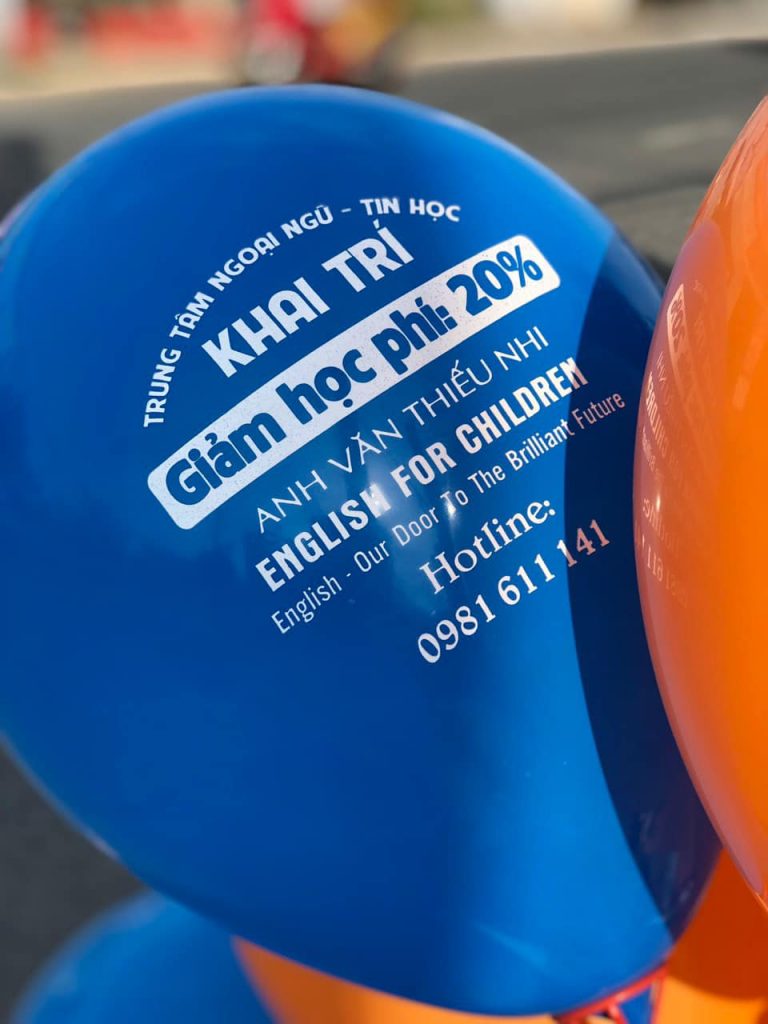 TRUNG TÂM NGOẠI NGŨ - TIN HỌC
KHAI TRÍ
Giảm học phí: 20%
ANH VĂN THIẾU NHI
ENGLISH FOR CHILDREN
English - Our Door To The Brilliant Future
Hotline:
0981 611 141